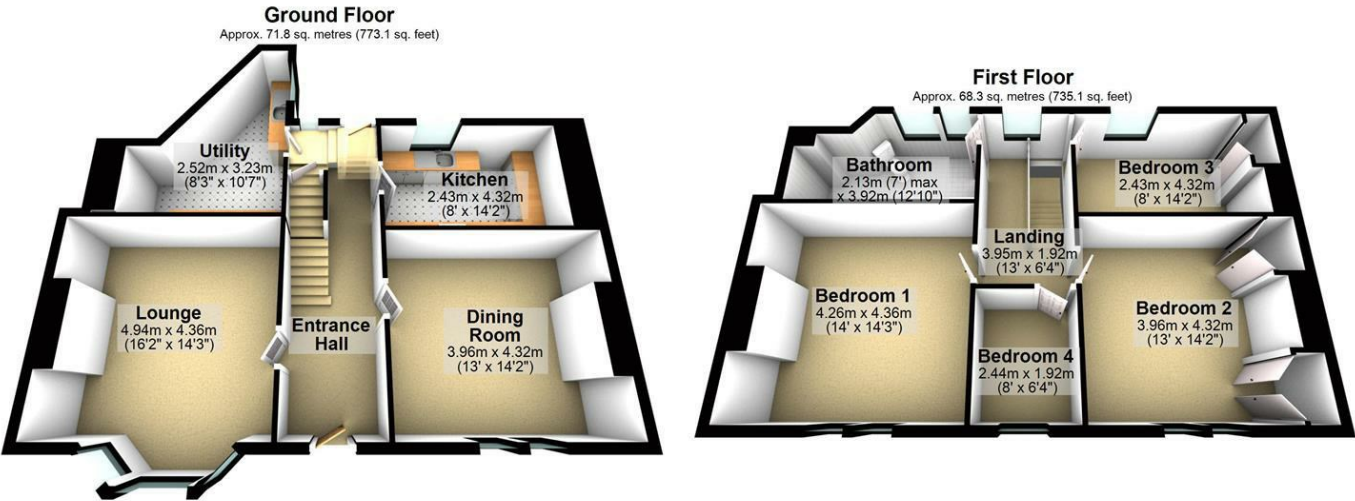 Ground Floor
Approx. 71.8 sq. metres (773.1 sq. feet)
Utility
2.52m x 3.23m
(8'3" x 10'7")
Kitchen
2.43m x 4.32m
(8' x 14'2")
Lounge
4.94m x 4.36m
(16'2" x 14'3")
Entrance
Hall
Dining
Room
3.96m x 4.32m
(13' x 14'2")
First Floor
Approx. 68.3 sq. metres (735.1 sq. feet)
Bathroom
2.13m (7') max
x 3.92m (12'10")
Bedroom 3
2.43m x 4.32m
(8' x 14'2")
Landing
3.95m x 1.92m
(13' x 6'4")
Bedroom 1
4.26m x 4.36m
(14' x 14'3")
Bedroom 2
3.96m x 4.32m
(13' x 14'2")
Bedroom 4
2.44m x 1.92m
(8' x 6'4")